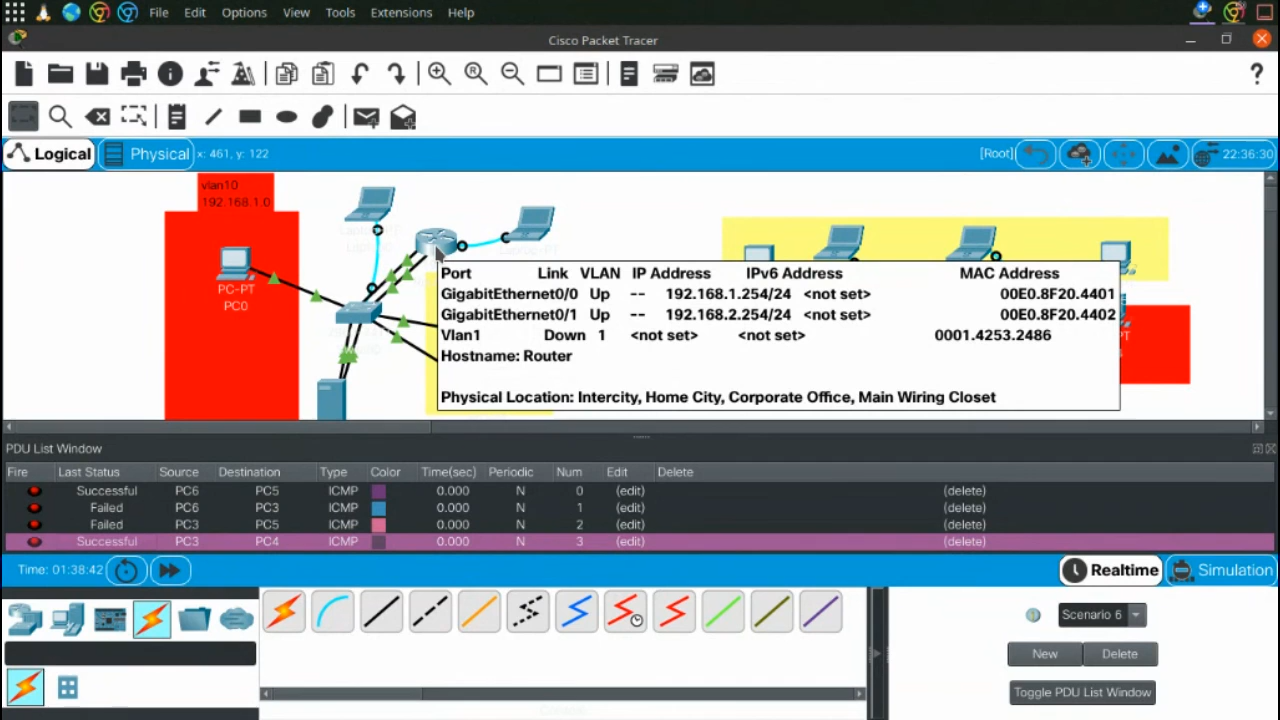 File Edit Options View Tools Extensions Help
Cisco Packet Tracer
?
Logical Physical x: 461, y: 122 [Root] 22:36:30
vlan10
192.168.1.0
PC-PT
PC0
Port Link VLAN IP Address IPv6 Address MAC Address
GigabitEthernet0/0 Up -- 192.168.1.254/24 <not set> 00E0.8F20.4401
GigabitEthernet0/1 Up -- 192.168.2.254/24 <not set> 00E0.8F20.4402
Vlan1 Down 1 <not set> <not set> 0001.4253.2486
Hostname: Router
Physical Location: Intercity, Home City, Corporate Office, Main Wiring Closet
PDU List Window
Fire Last Status Source Destination Type Color Time(sec) Periodic Num Edit Delete
Successful PC6 PC5 ICMP 0.000 N 0 (edit) (delete)
Failed PC6 PC3 ICMP 0.000 N 1 (edit) (delete)
Failed PC3 PC5 ICMP 0.000 N 2 (edit) (delete)
Successful PC3 PC4 ICMP 0.000 N 3 (edit) (delete)
Time: 01:38:42 Realtime Simulation
Scenario 6
New Delete
Toggle PDU List Window